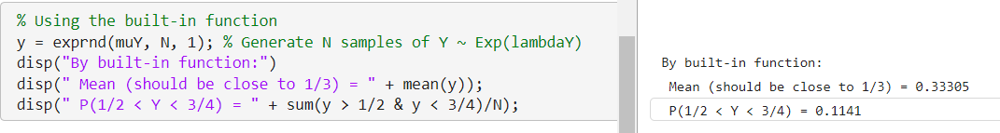 % Using the built-in function
y = exprnd(muY, N, 1); % Generate N samples of Y ~ Exp(lambdaY)
disp("By built-in function:")
disp(" Mean (should be close to 1/3) = " + mean(y));
disp(" P(1/2 < Y < 3/4) = " + sum(y > 1/2 & y < 3/4)/N);
By built-in function:
Mean (should be close to 1/3) = 0.33305
P(1/2 < Y < 3/4) = 0.1141